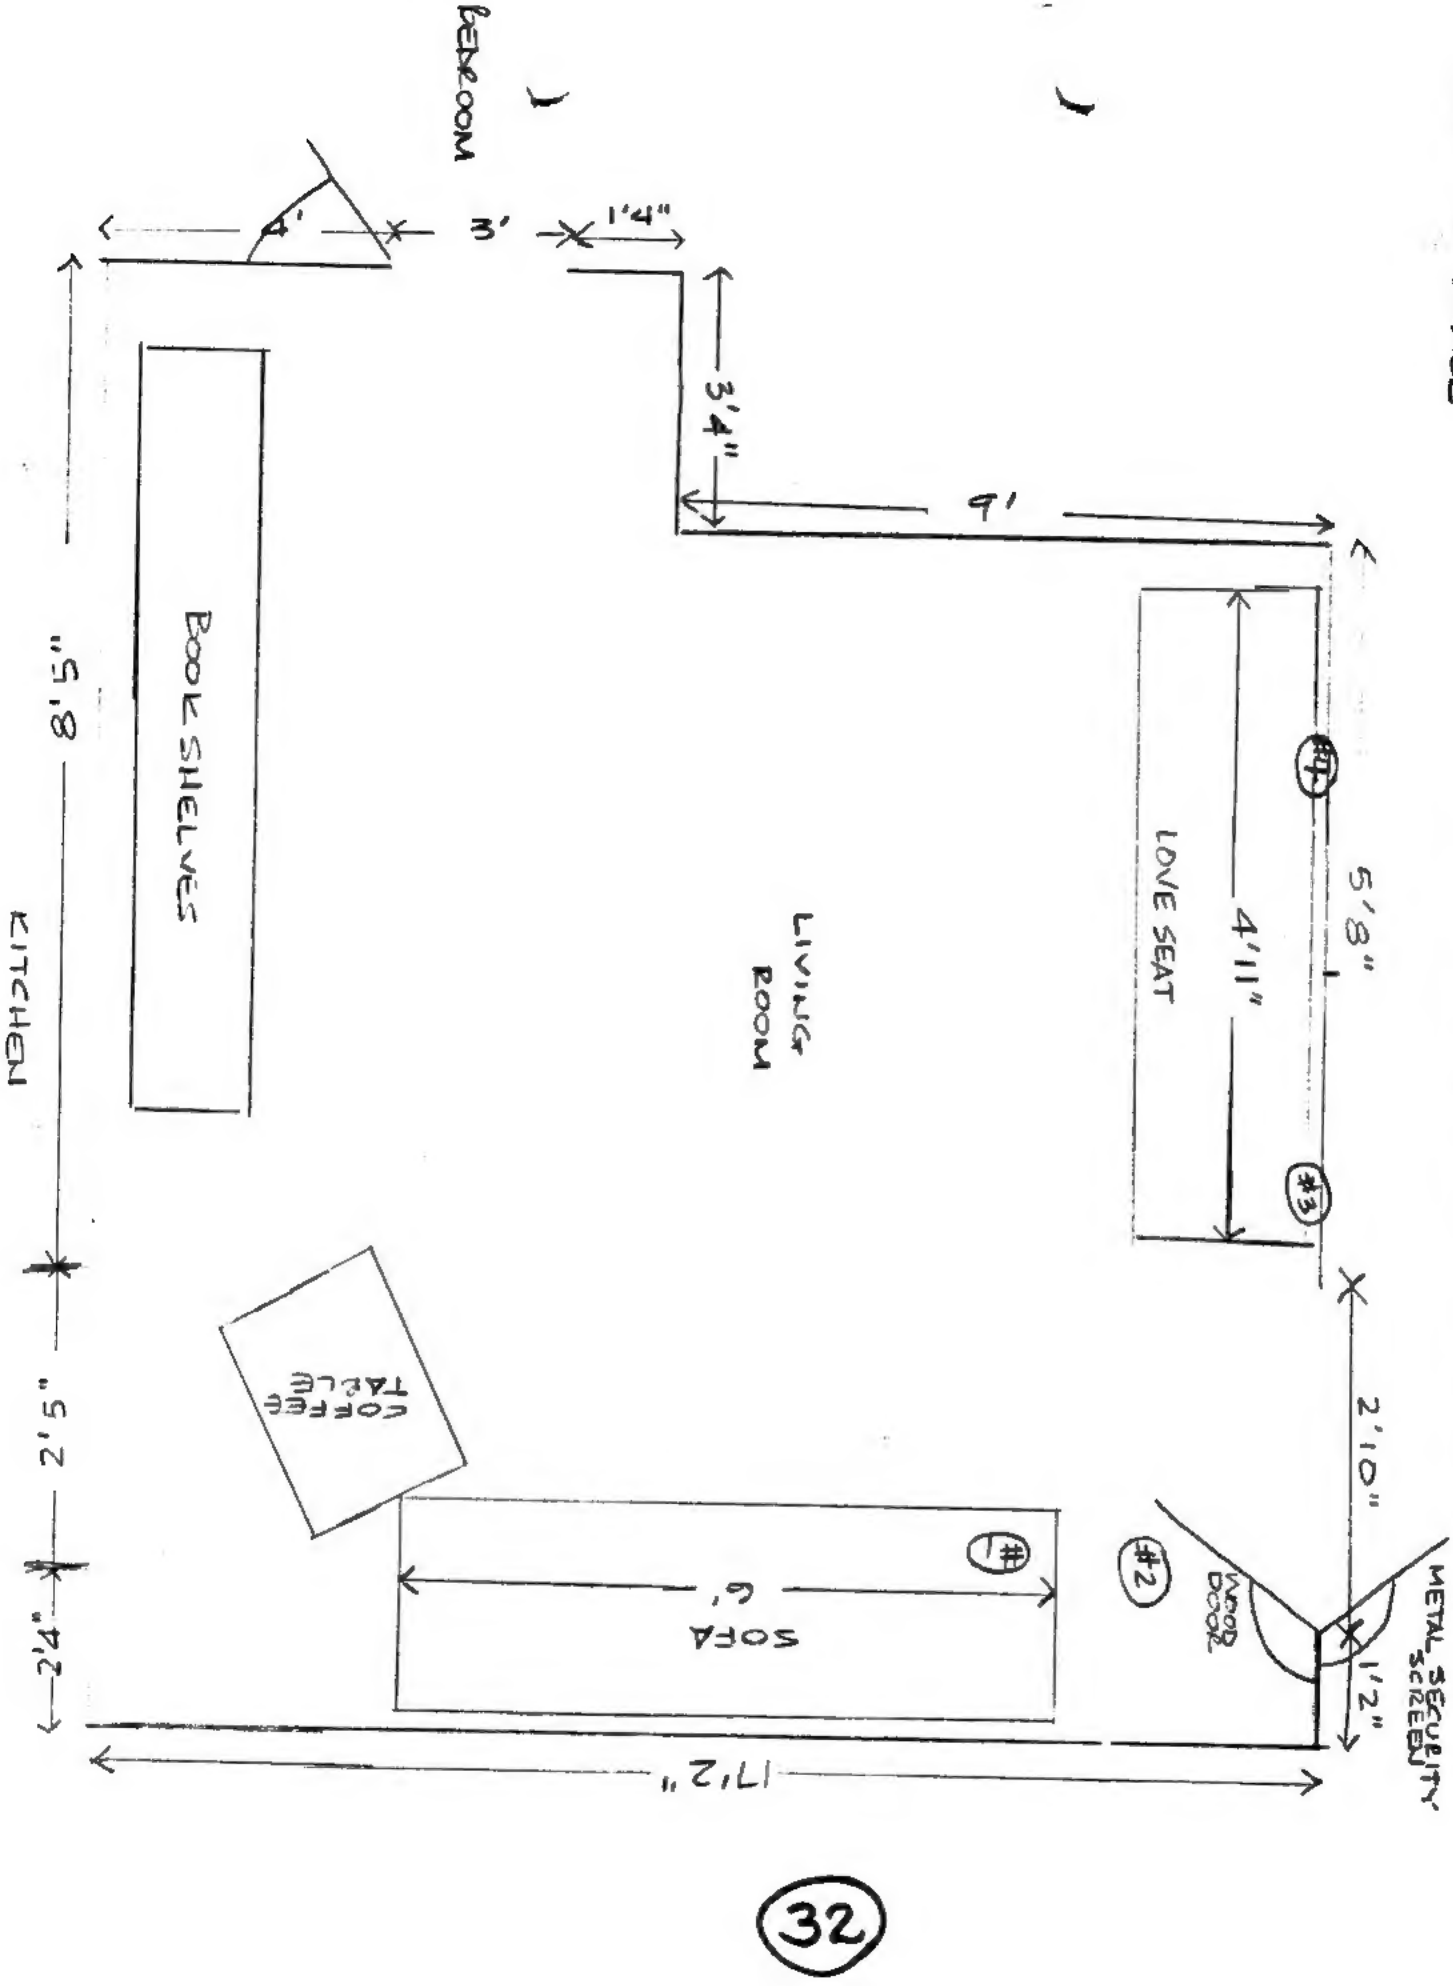 BEDROOM
4'
3'
1'4"
3'4"
9'
8'5"
BOOK SHELVES
KITCHEN
LIVING
ROOM
LOVE SEAT
4'11"
#4
5'8"
#3
2'5"
COFFEE
TABLE
2'10"
#1
#2
WOOD
DOOR
METAL SECURITY
SCREEN
1'2"
6'
SOFA
2'4"
17'2"
32